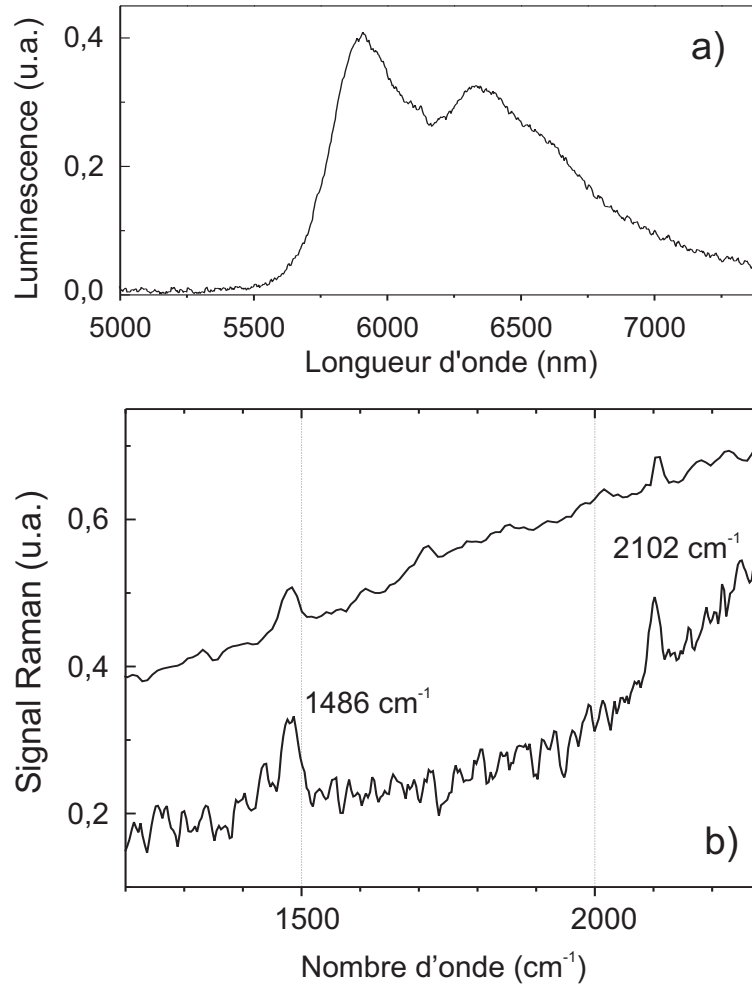 Luminescence (u.a.)
a)
0,4
0,2
0,0
5000 5500 6000 6500 7000
Longueur d'onde (nm)
Signal Raman (u.a.)
0,6
0,4
0,2
2102 cm-1
1486 cm-1
b)
1500 2000
Nombre d'onde (cm-1)